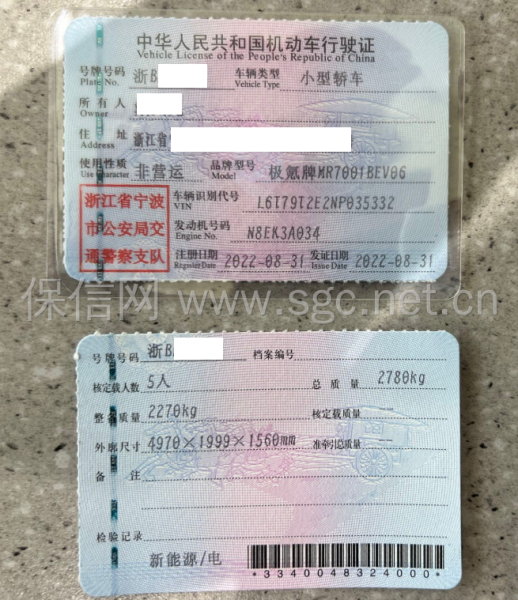 中华人民共和国机动车行驶证
Vehicle License of the People's Republic of China
号牌号码 浙B 车辆类型 小型轿车
Plate No. Vehicle Type
所有人
Owner
住址 浙江省
Address
使用性质 非营运 品牌型号 极氪牌MR7001BEV06
Use Character Model
浙江省宁波
市公安局交
通警察支队
车辆识别代号 L6T79T2E2NP035332
VIN
发动机号码 N8EK3A034
Engine No.
注册日期 2022-08-31 发证日期 2022-08-31
Register Date Issue Date
保信网 www.sgc.net.cn
号牌号码 浙B 档案编号
核定载人数 5人 总质量 2780kg
整备质量 2270kg 核定载质量 --
外廓尺寸 4970×1999×1560mm 准牵引总质量 --
备注
检验记录
新能源/电
*3340048324000*